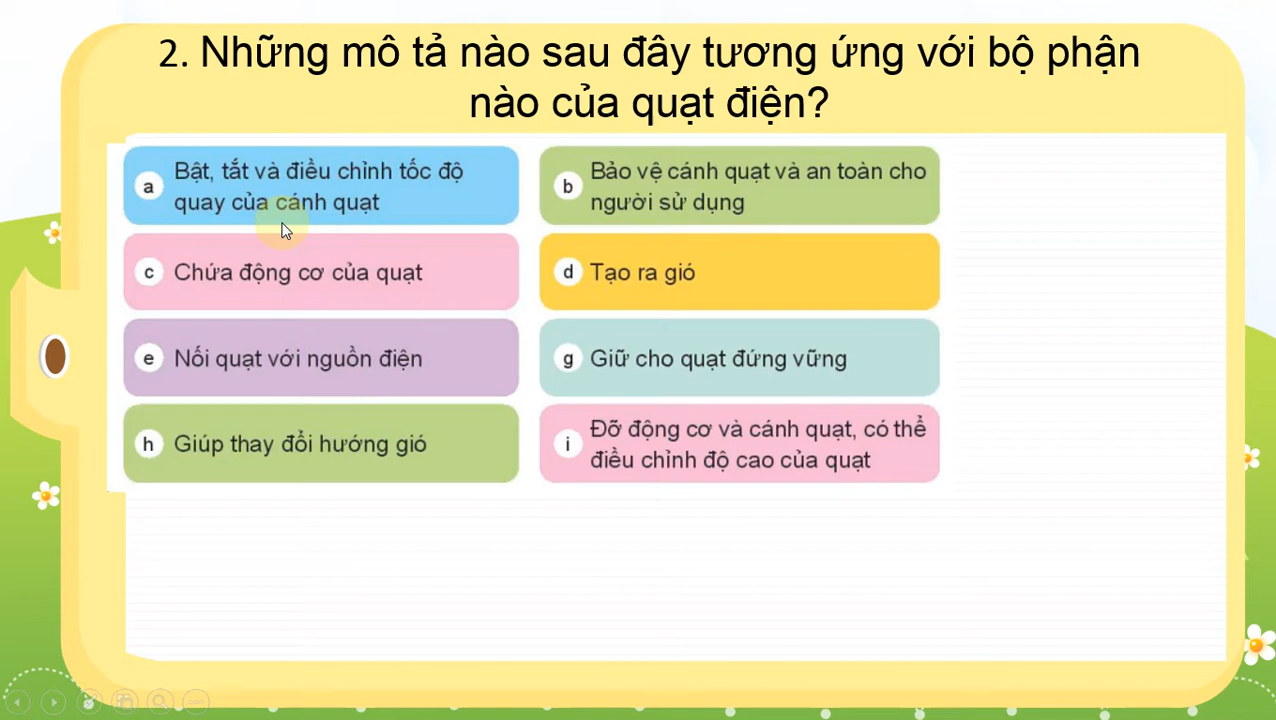 2. Những mô tả nào sau đây tương ứng với bộ phận
nào của quạt điện?
a Bật, tắt và điều chỉnh tốc độ
quay của cánh quạt
b Bảo vệ cánh quạt và an toàn cho
người sử dụng
c Chứa động cơ của quạt
d Tạo ra gió
e Nối quạt với nguồn điện
g Giữ cho quạt đứng vững
h Giúp thay đổi hướng gió
i Đỡ động cơ và cánh quạt, có thể
điều chỉnh độ cao của quạt